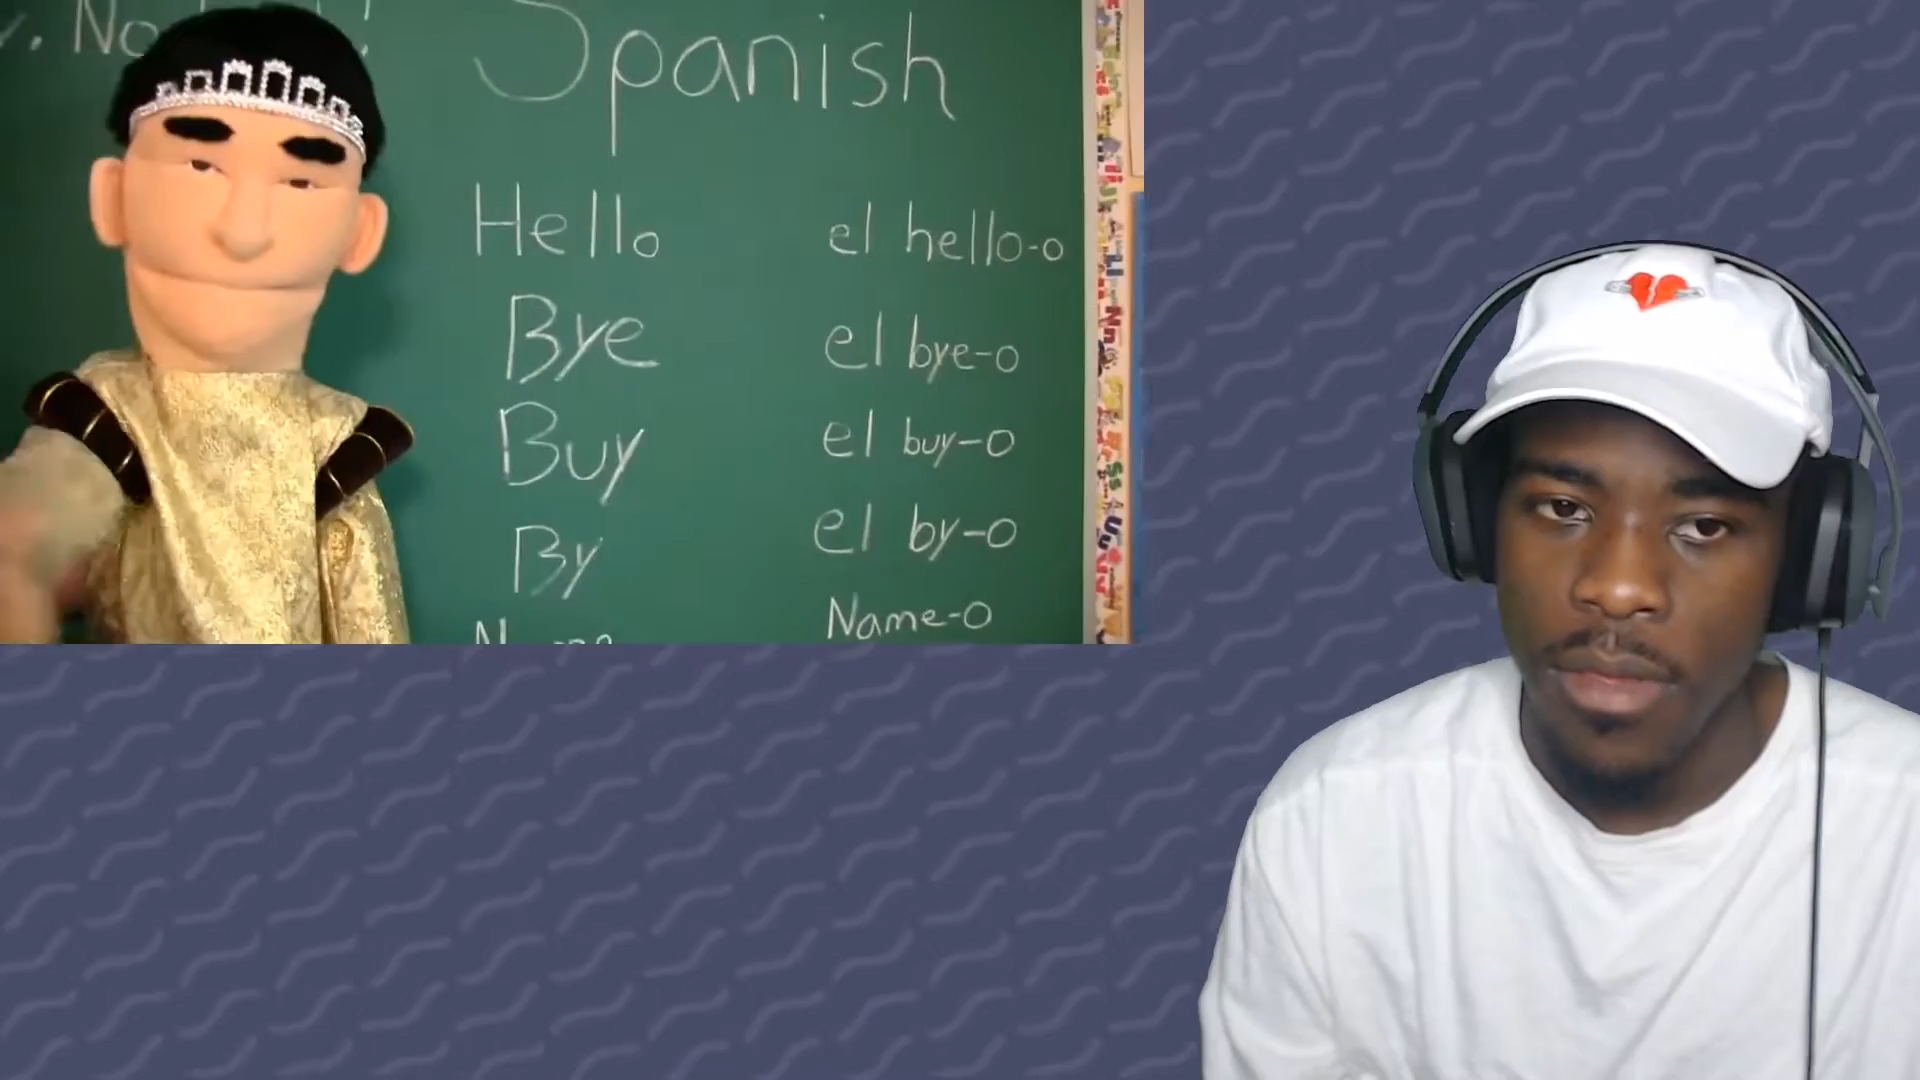 Spanish
Hello el hello-o
Bye el bye-o
Buy el buy-o
By el by-o
Name-o